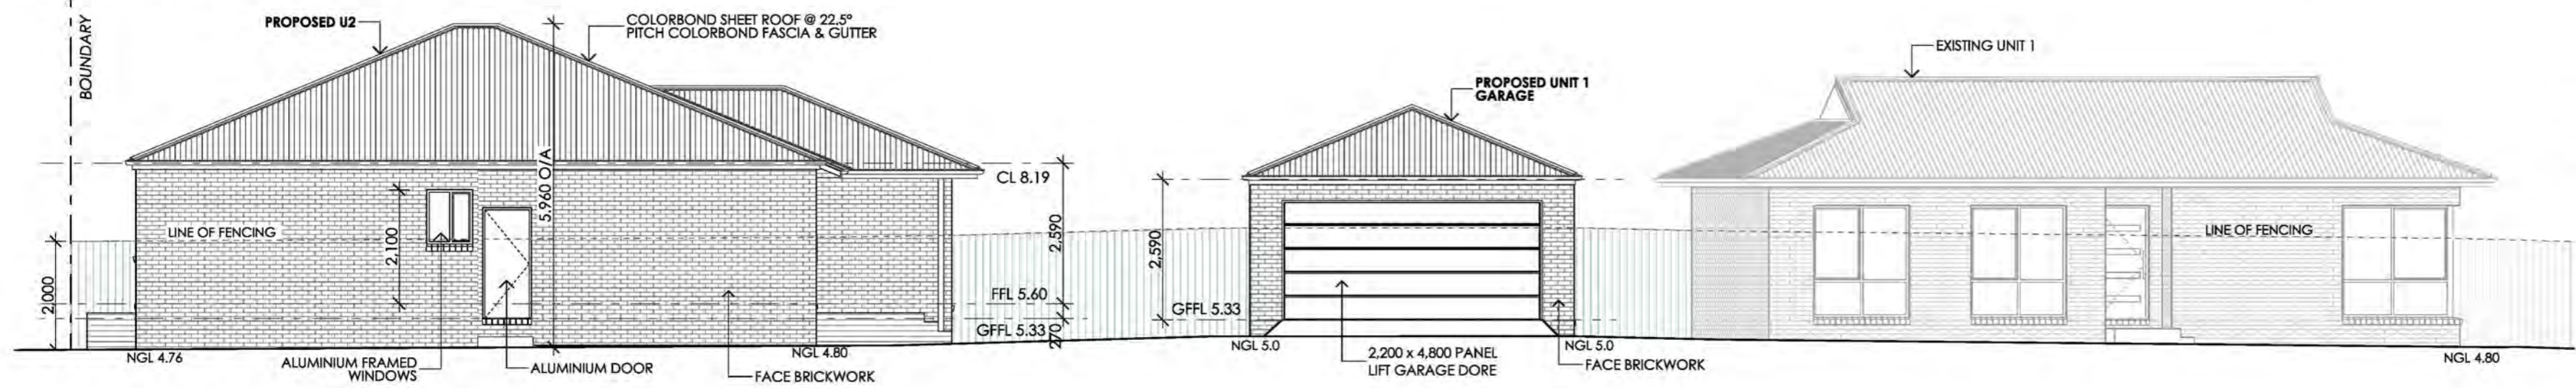 BOUNDARY
PROPOSED U2
COLORBOND SHEET ROOF @ 22.5°
PITCH COLORBOND FASCIA & GUTTER
5.960 O/A
LINE OF FENCING
2,100
2,000
NGL 4.76
ALUMINIUM FRAMED
WINDOWS
ALUMINIUM DOOR
FACE BRICKWORK
NGL 4.80
CL 8.19
2,590
FFL 5.60
GFFL 5.33
270
PROPOSED UNIT 1
GARAGE
2,590
GFFL 5.33
NGL 5.0
2,200 x 4,800 PANEL
LIFT GARAGE DORE
NGL 5.0
FACE BRICKWORK
EXISTING UNIT 1
LINE OF FENCING
NGL 4.80